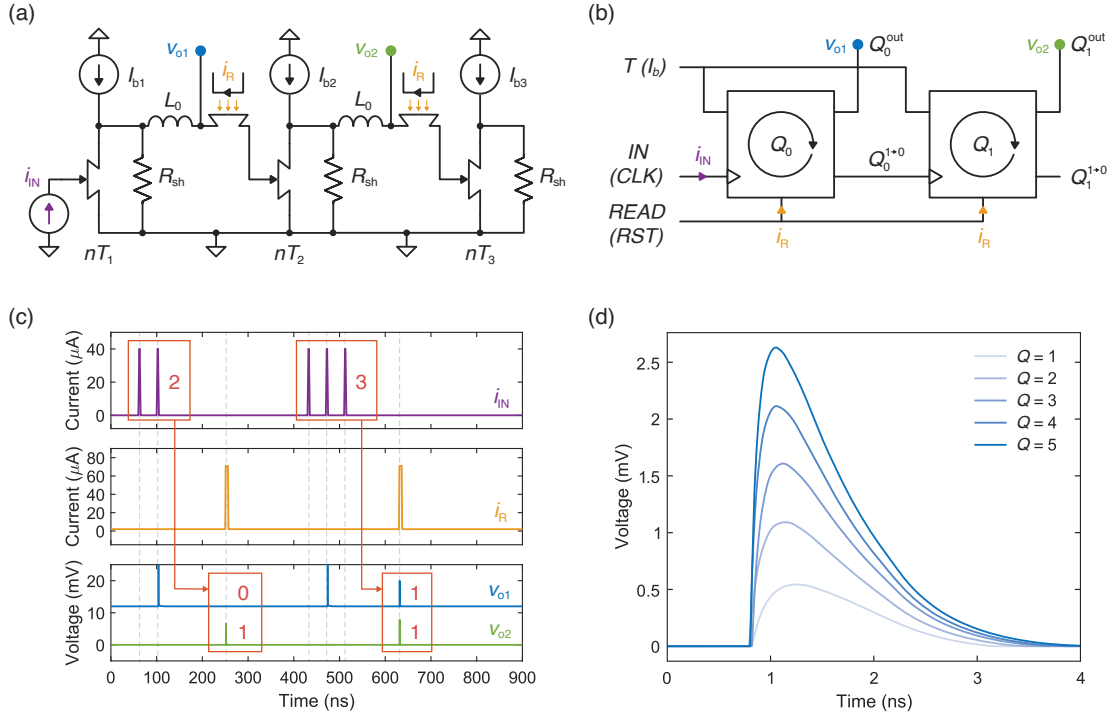 (a)
v_o1
v_o2
I_b1
i_R
I_b2
i_R
I_b3
L_0
L_0
i_IN
R_sh
R_sh
R_sh
nT_1
nT_2
nT_3
(b)
v_o1 Q_0^out
v_o2 Q_1^out
T (I_b)
IN
(CLK)
i_IN
Q_0
Q_0^1→0
Q_1
Q_1^1→0
READ
(RST)
i_R
i_R
(c)
Current (μA)
40
20
0
2
3
i_IN
Current (μA)
80
60
40
20
0
i_R
Voltage (mV)
20
10
0
0
1
1
1
v_o1
v_o2
0 100 200 300 400 500 600 700 800 900
Time (ns)
(d)
Voltage (mV)
2.5
2
1.5
1
0.5
0
Q = 1
Q = 2
Q = 3
Q = 4
Q = 5
0 1 2 3 4
Time (ns)